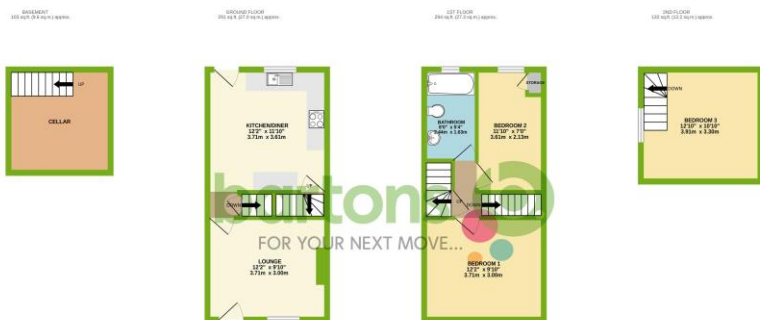 BASEMENT
GROUND FLOOR
1ST FLOOR
2ND FLOOR
UP
CELLAR
KITCHEN/DINER
12'2" x 11'10"
3.71m x 3.61m
UP
DOWN
LOUNGE
12'2" x 9'10"
3.71m x 3.00m
STORAGE
BATHROOM
BEDROOM 2
11'10" x 7'0"
3.61m x 2.13m
UP
DOWN
BEDROOM 1
12'2" x 9'10"
3.71m x 3.00m
DOWN
BEDROOM 3
12'10" x 10'10"
3.91m x 3.30m
bartons
FOR YOUR NEXT MOVE...